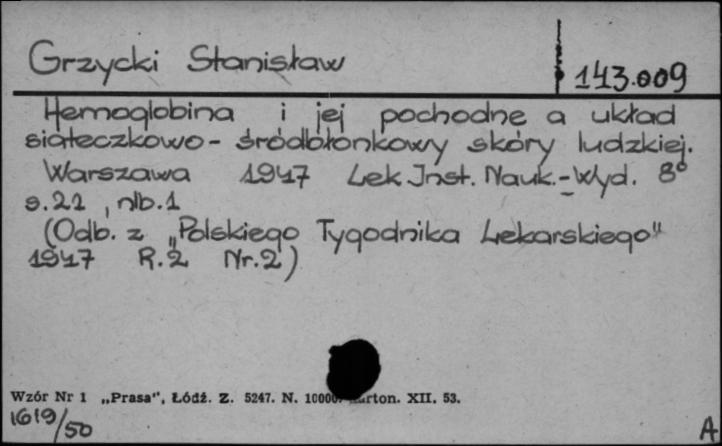 Grzycki Stanisław
143.009
Hemoglobina i jej pochodne a układ
siateczkowo - śródbłonkowy skóry ludzkiej.
Warszawa 1947 Lek. Inst. Nauk.-Wyd. 8°
s. 21, nlb. 1
(Odb. z „Polskiego Tygodnika Lekarskiego"
1947 R. 2 Nr. 2)
Wzór Nr 1 „Prasa", Łódź. Z. 5247. N. 10000. karton. XII. 53.
1619/50
A